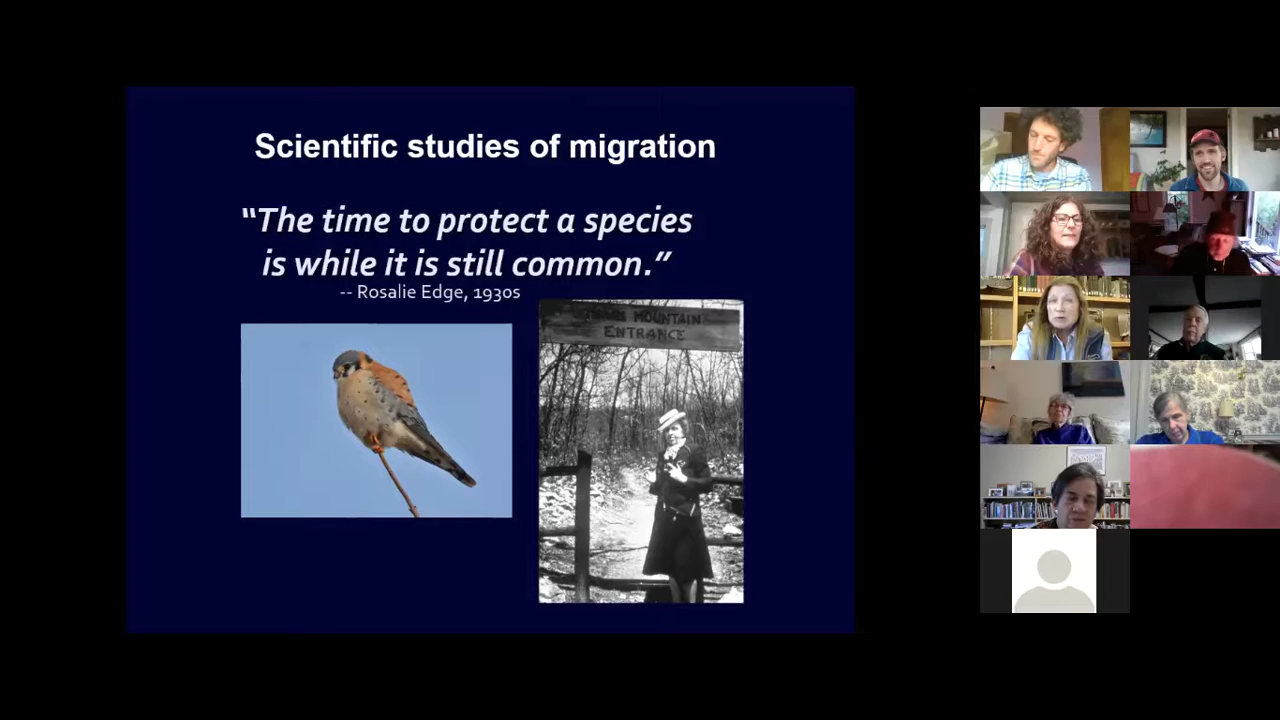 Scientific studies of migration
“The time to protect a species
is while it is still common.”
-- Rosalie Edge, 1930s
MOUNTAIN
ENTRANCE